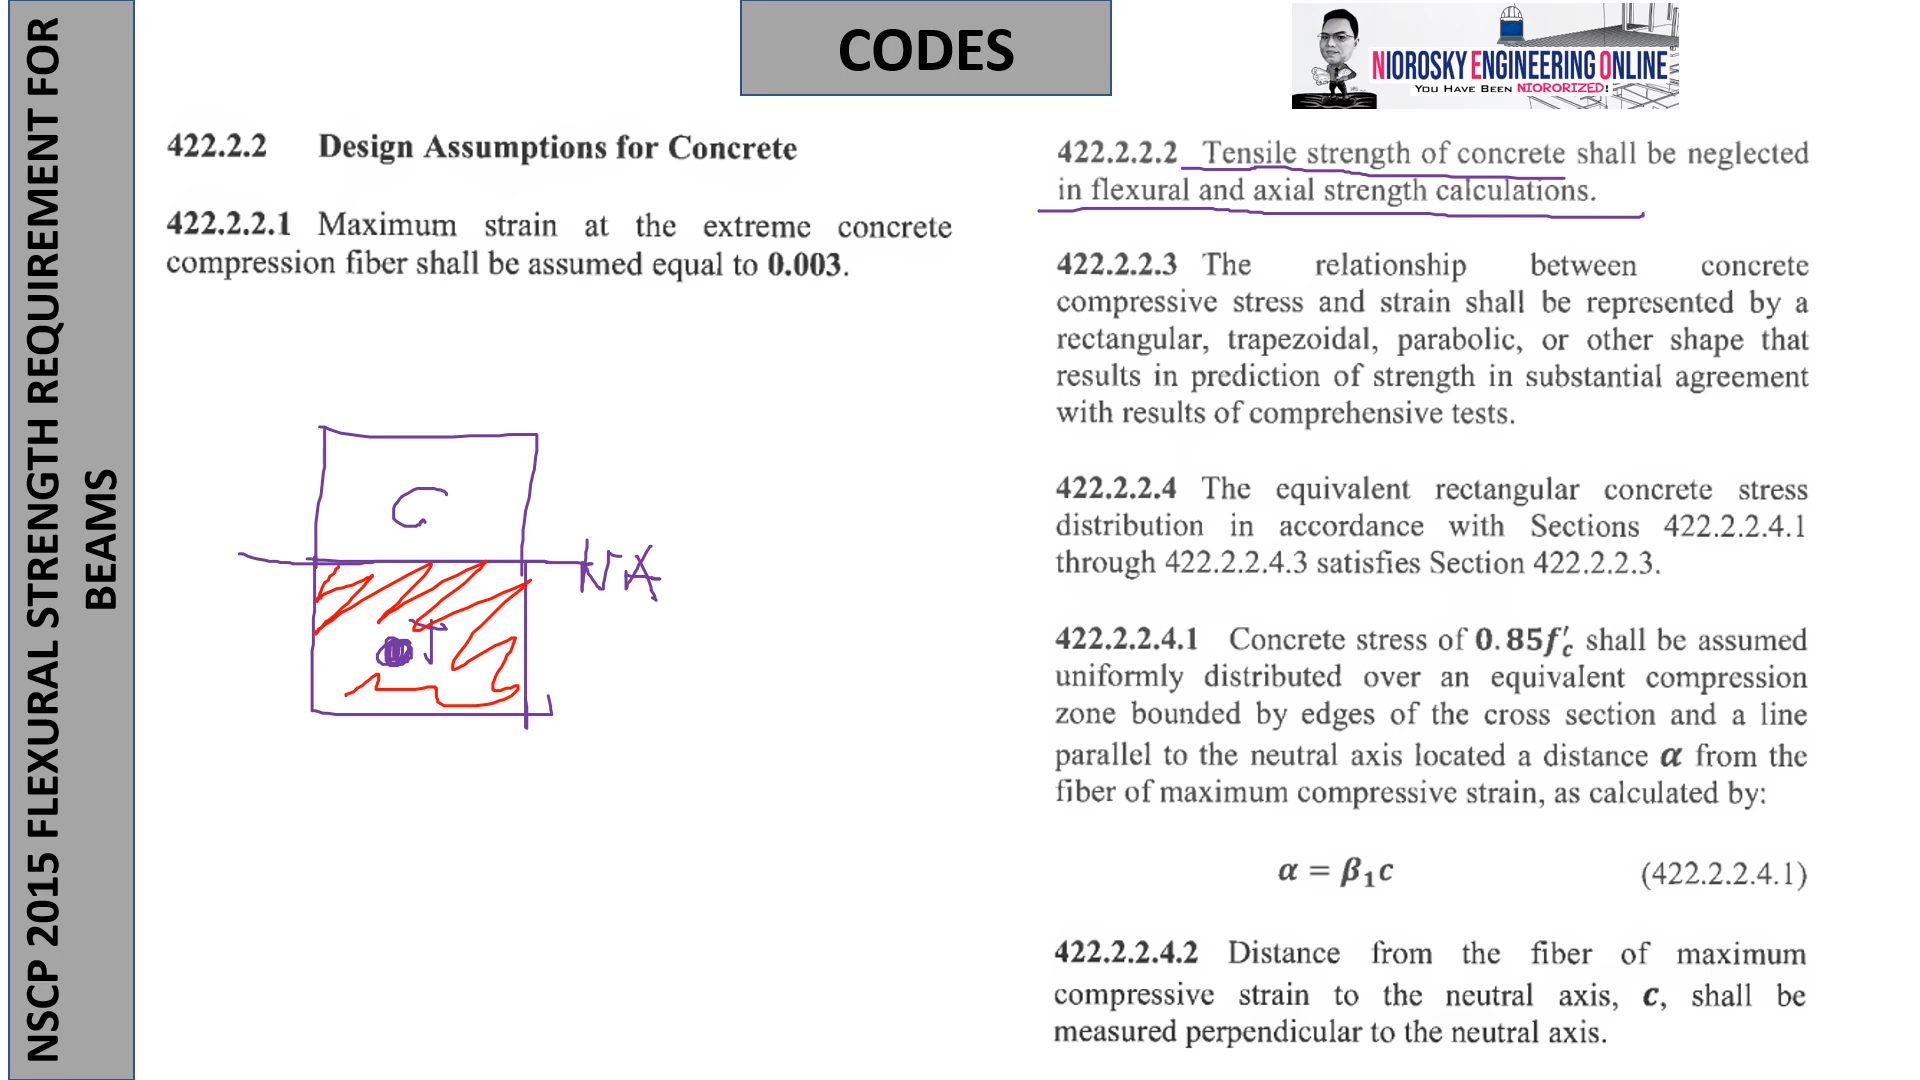 NSCP 2015 FLEXURAL STRENGTH REQUIREMENT FOR
BEAMS
CODES
NIOROSKY ENGINEERING ONLINE
YOU HAVE BEEN NIORORIZED!
422.2.2 Design Assumptions for Concrete
422.2.2.1 Maximum strain at the extreme concrete
compression fiber shall be assumed equal to 0.003.
C
NA
T
422.2.2.2 Tensile strength of concrete shall be neglected
in flexural and axial strength calculations.
422.2.2.3 The relationship between concrete
compressive stress and strain shall be represented by a
rectangular, trapezoidal, parabolic, or other shape that
results in prediction of strength in substantial agreement
with results of comprehensive tests.
422.2.2.4 The equivalent rectangular concrete stress
distribution in accordance with Sections 422.2.2.4.1
through 422.2.2.4.3 satisfies Section 422.2.2.3.
422.2.2.4.1 Concrete stress of 0.85f′c shall be assumed
uniformly distributed over an equivalent compression
zone bounded by edges of the cross section and a line
parallel to the neutral axis located a distance α from the
fiber of maximum compressive strain, as calculated by:
α = β₁c (422.2.2.4.1)
422.2.2.4.2 Distance from the fiber of maximum
compressive strain to the neutral axis, c, shall be
measured perpendicular to the neutral axis.